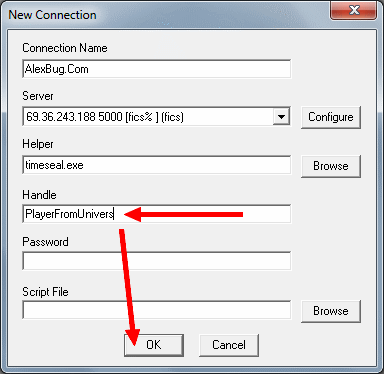 New Connection
Connection Name
AlexBug.Com
Server
69.36.243.188 5000 [fics% ] (fics)
Configure
Helper
timeseal.exe
Browse
Handle
PlayerFromUnivers
Password
Script File
Browse
OK
Cancel